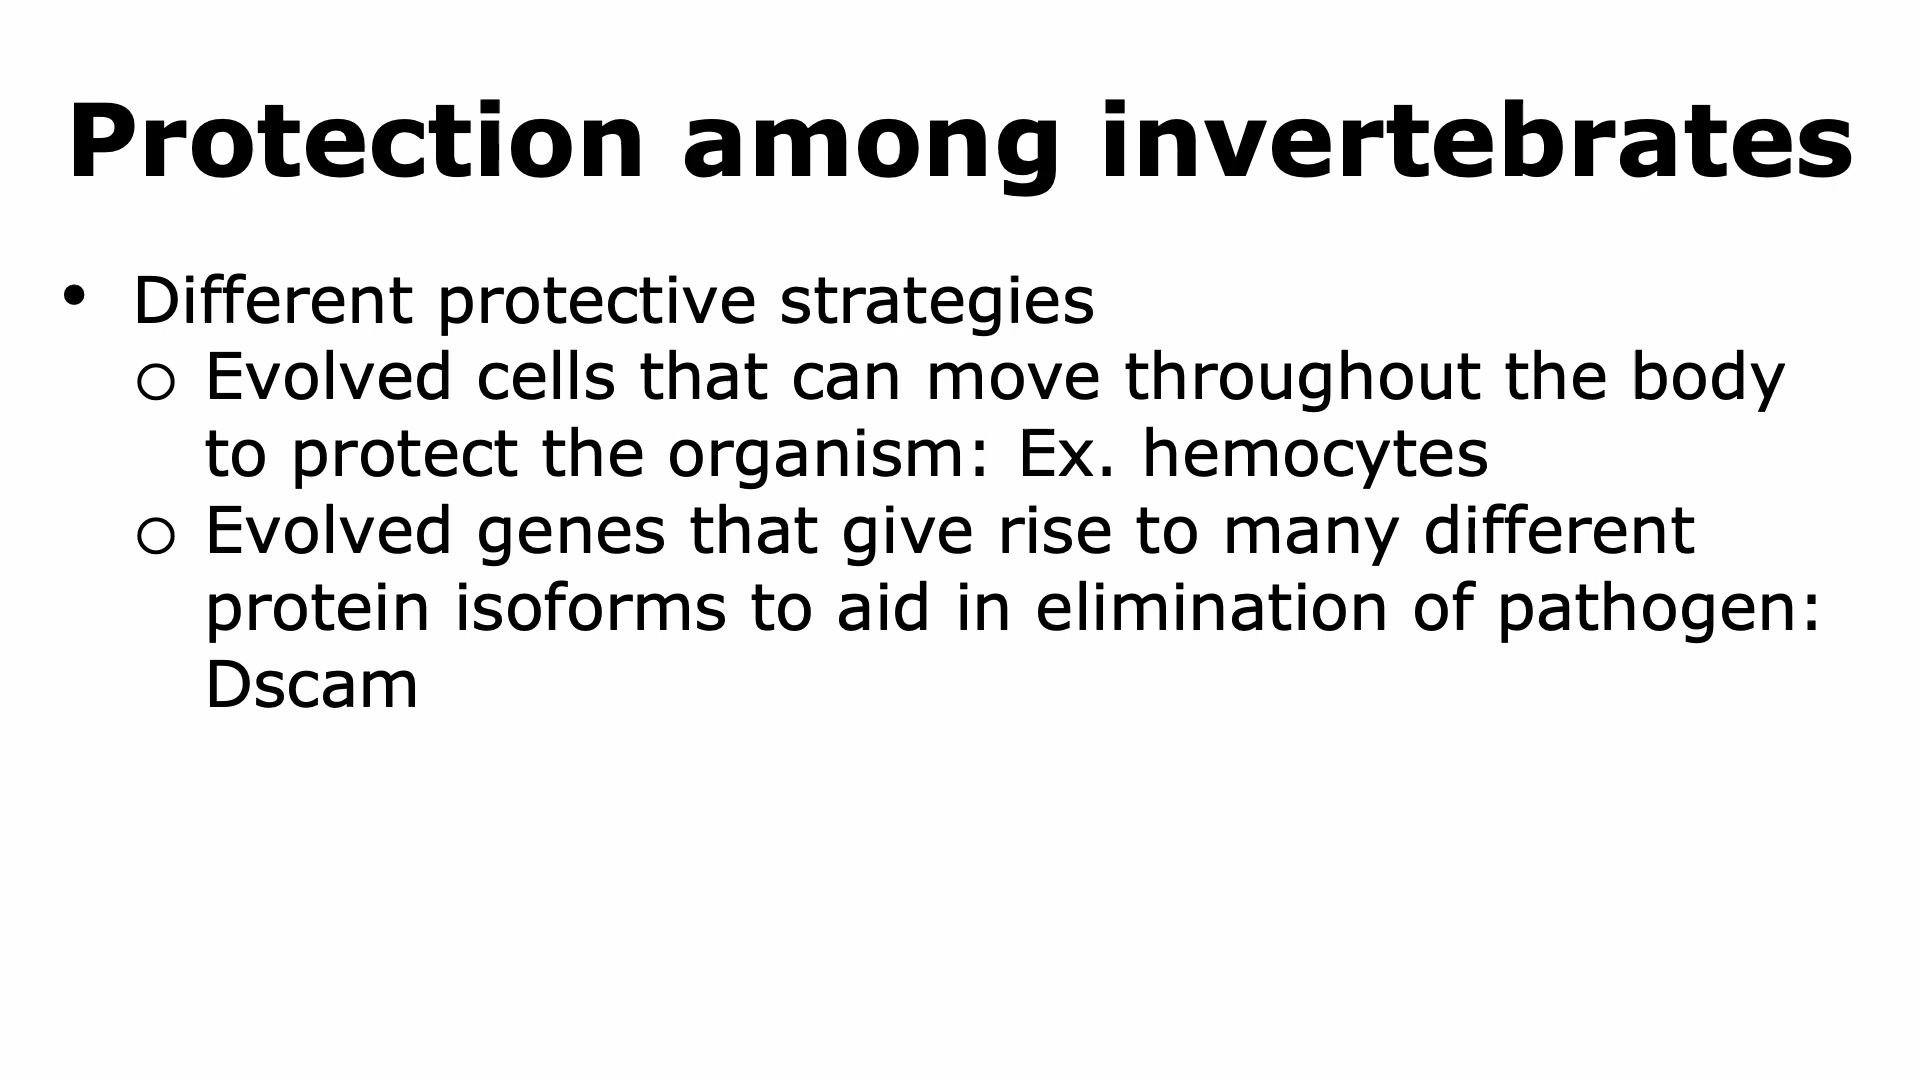 Protection among invertebrates
• Different protective strategies
○ Evolved cells that can move throughout the body
to protect the organism: Ex. hemocytes
○ Evolved genes that give rise to many different
protein isoforms to aid in elimination of pathogen:
Dscam